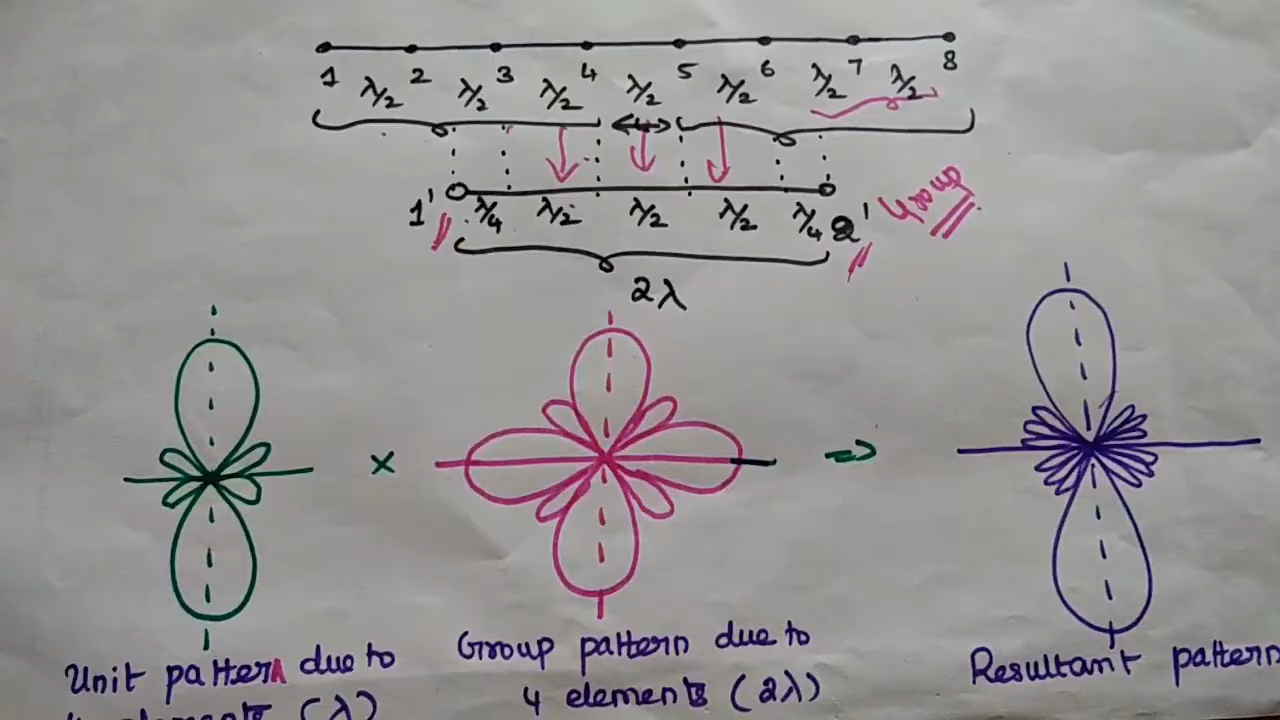 1 2 3 4 5 6 7 8
λ/2 λ/2 λ/2 λ/2 λ/2 λ/2 λ/2
1' λ/4 λ/2 λ/2 λ/2 λ/4 2'
2λ
×
Unit pattern due to
elements (λ)
Group pattern due to
4 elements (2λ)
Resultant pattern